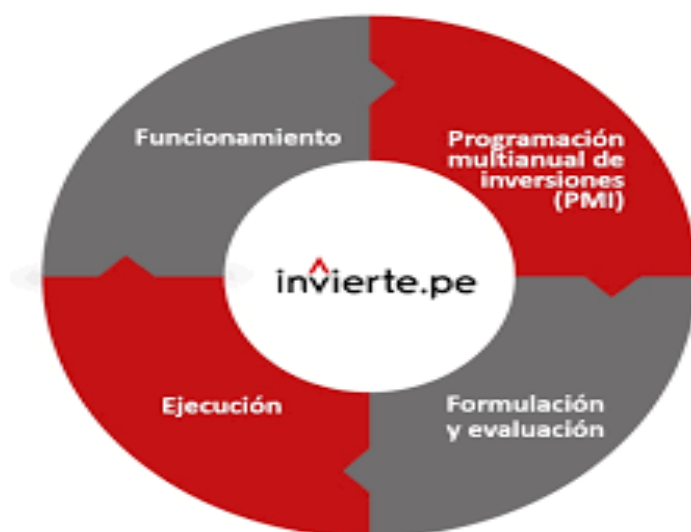 Funcionamiento
Programación
multianual de
inversiones
(PMI)
invierte.pe
Ejecución
Formulación
y evaluación